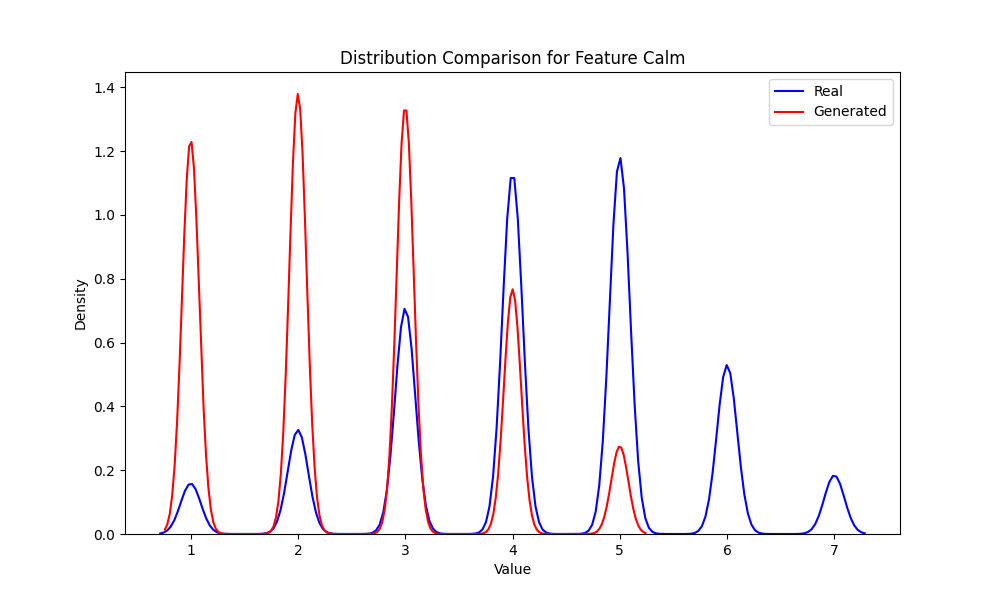 Distribution Comparison for Feature Calm
Real
Generated
Density
1.4
1.2
1.0
0.8
0.6
0.4
0.2
0.0
1 2 3 4 5 6 7
Value